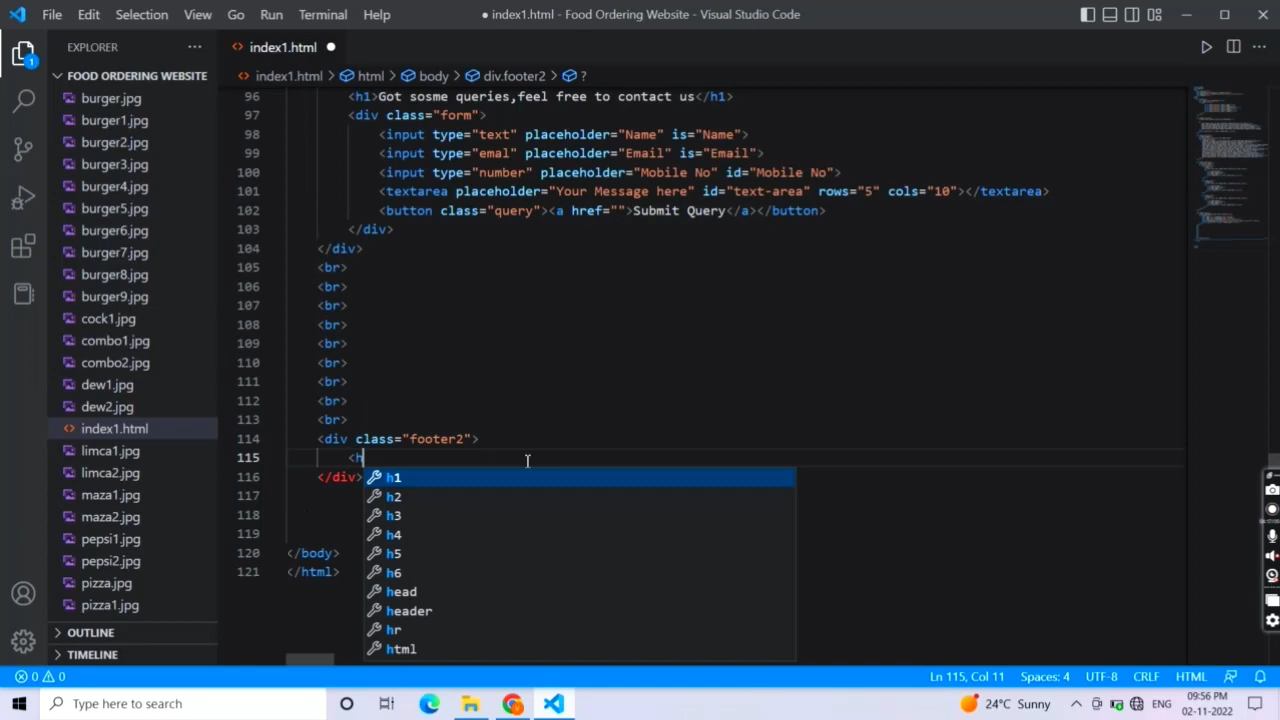 File Edit Selection View Go Run Terminal Help
● index1.html - Food Ordering Website - Visual Studio Code
EXPLORER ···
<> index1.html ●
FOOD ORDERING WEBSITE
<> index1.html > html > body > div.footer2 > ?
burger.jpg
burger1.jpg
burger2.jpg
burger3.jpg
burger4.jpg
burger5.jpg
burger6.jpg
burger7.jpg
burger8.jpg
burger9.jpg
cock1.jpg
combo1.jpg
combo2.jpg
dew1.jpg
dew2.jpg
<> index1.html
limca1.jpg
limca2.jpg
maza1.jpg
maza2.jpg
pepsi1.jpg
pepsi2.jpg
pizza.jpg
pizza1.jpg
OUTLINE
TIMELINE
1
96 <h1>Got sosme queries,feel free to contact us</h1>
97 <div class="form">
98 <input type="text" placeholder="Name" is="Name">
99 <input type="emal" placeholder="Email" is="Email">
100 <input type="number" placeholder="Mobile No" id="Mobile No">
101 <textarea placeholder="Your Message here" id="text-area" rows="5" cols="10"></textarea>
102 <button class="query"><a href="">Submit Query</a></button>
103 </div>
104 </div>
105 <br>
106 <br>
107 <br>
108 <br>
109 <br>
110 <br>
111 <br>
112 <br>
113 <br>
114 <div class="footer2">
115 <h
116 </div>
117
118
119
120 </body>
121 </html>
h1
h2
h3
h4
h5
h6
head
header
hr
html
0 0
Ln 115, Col 11 Spaces: 4 UTF-8 CRLF HTML
Type here to search
24°C Sunny
ENG
09:56 PM
02-11-2022